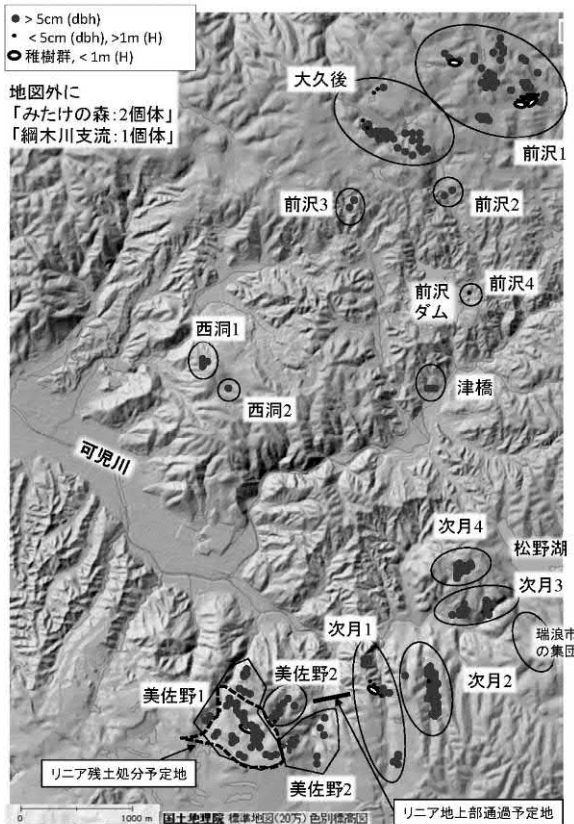 > 5cm (dbh)
< 5cm (dbh), >1m (H)
稚樹群, < 1m (H)
地図外に
「みたけの森:2個体」
「綱木川支流:1個体」
大久後
前沢1
前沢3
前沢2
前沢4
前沢
ダム
西洞1
西洞2
津橋
可児川
次月4
松野湖
次月3
瑞浪市
の集団
次月1
次月2
美佐野2
美佐野1
リニア残土処分予定地
美佐野2
リニア地上部通過予定地
0
1000 m
国土地理院 標準地図(20万) 色別標高図